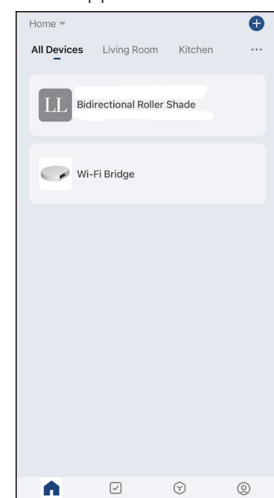 Home
All Devices Living Room Kitchen ...
LL Bidirectional Roller Shade
Wi-Fi Bridge